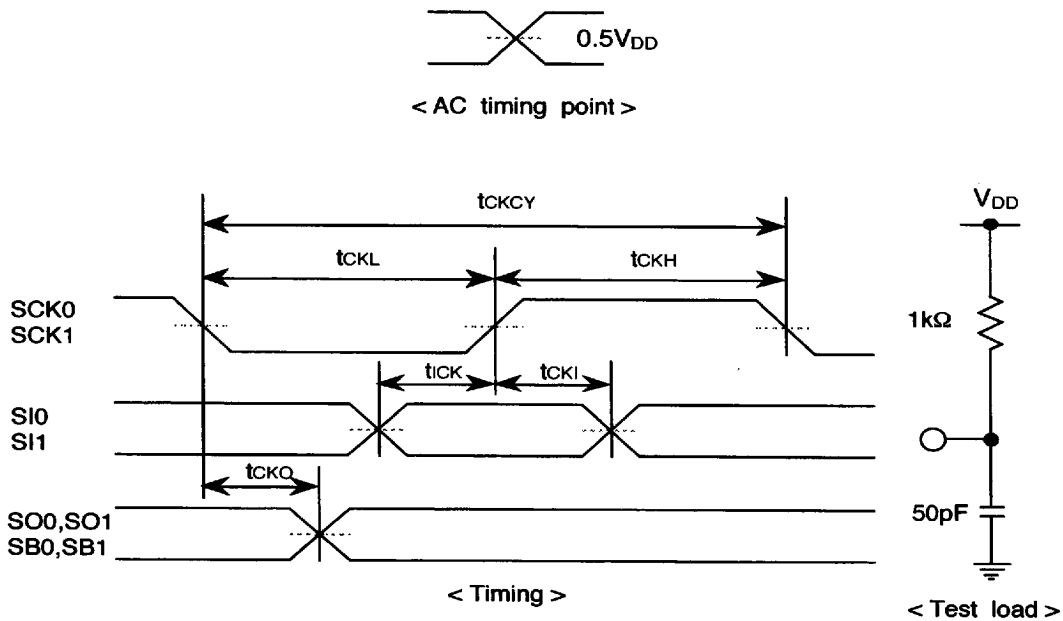 0.5VDD
< AC timing point >
tCKCY
VDD
tCKL
tCKH
SCK0
SCK1
1kΩ
tICK
tCKI
SI0
SI1
tCKO
SO0,SO1
SB0,SB1
50pF
< Timing >
< Test load >